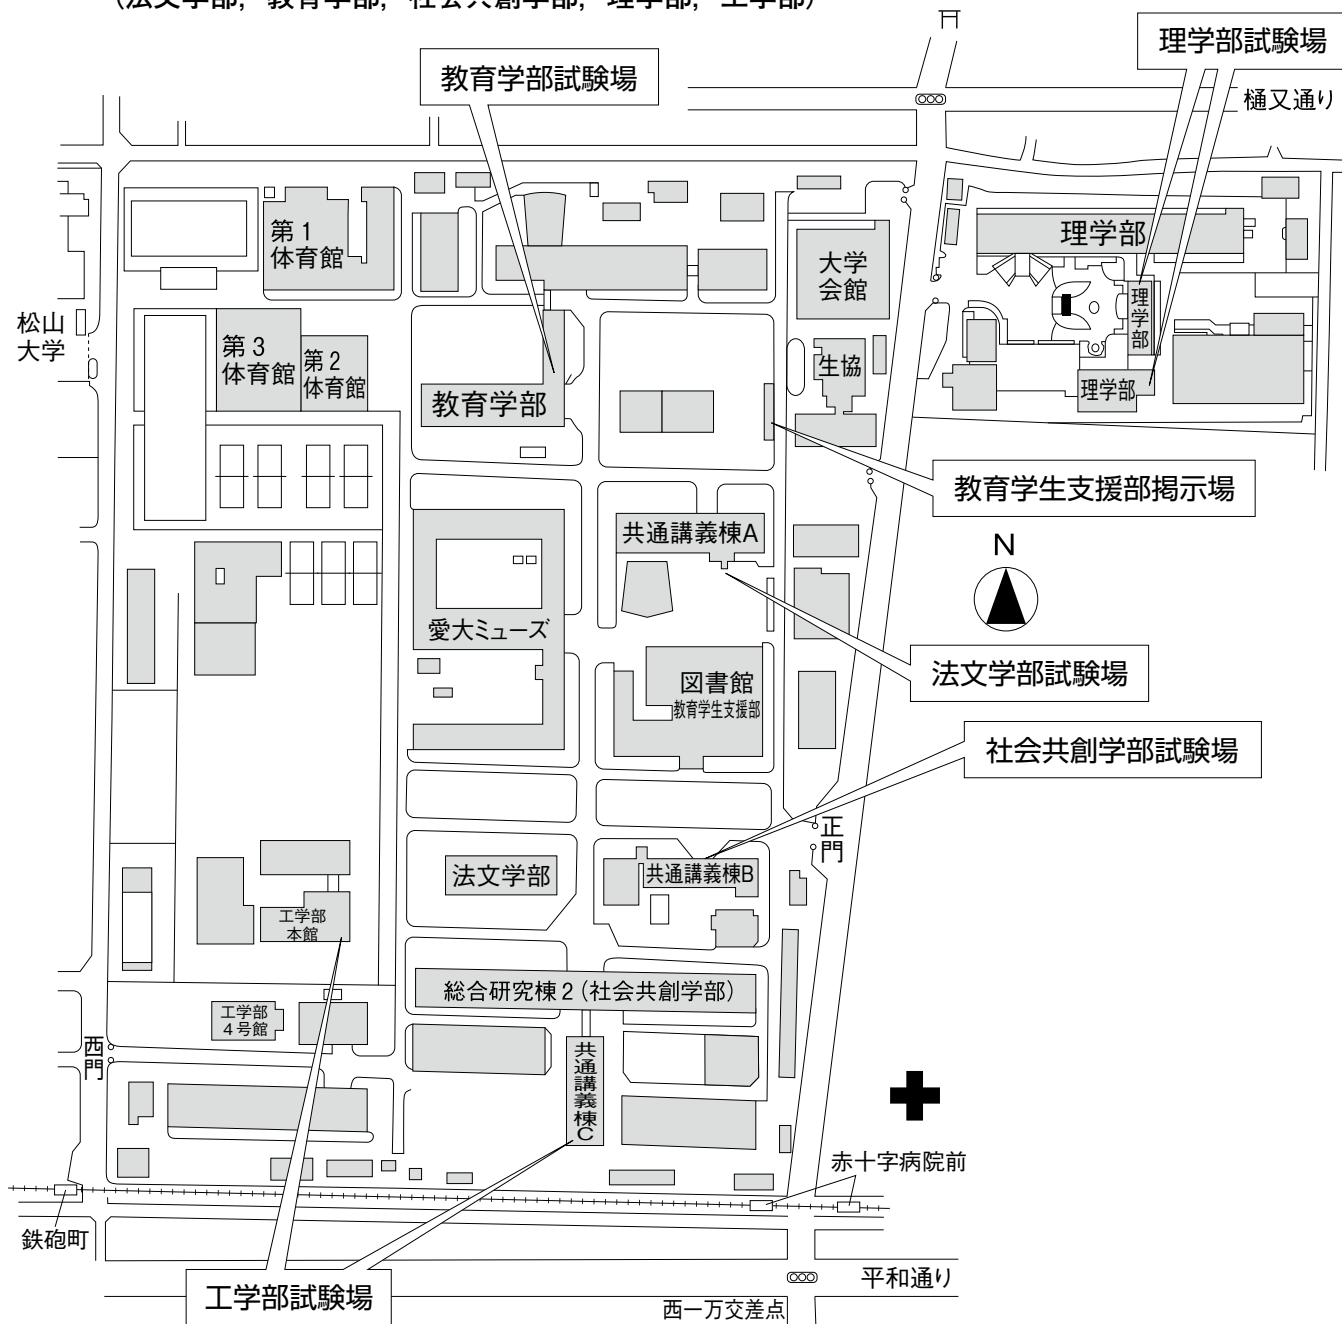 (法文学部，教育学部，社会共創学部，理学部，工学部)
理学部試験場
教育学部試験場
樋又通り
第1
体育館
理学部
大学
会館
理学部
松山
大学
第3
体育館
第2
体育館
生協
理学部
教育学部
教育学生支援部掲示場
共通講義棟A
N
愛大ミューズ
法文学部試験場
図書館
教育学生支援部
社会共創学部試験場
正門
法文学部
共通講義棟B
工学部
本館
総合研究棟2(社会共創学部)
工学部
4号館
西門
共通講義棟C
赤十字病院前
鉄砲町
工学部試験場
平和通り
西一万交差点